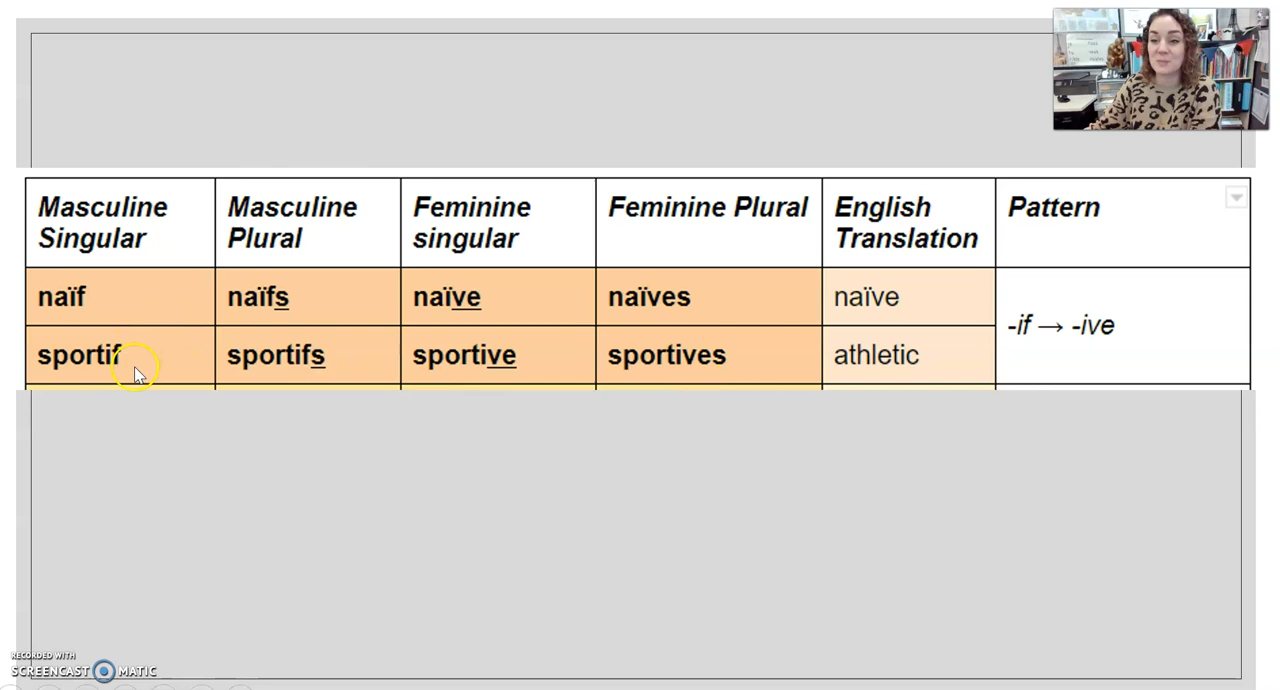 Masculine Singular
Masculine Plural
Feminine singular
Feminine Plural
English Translation
Pattern
naïf
naïfs
naïve
naïves
naïve
-if → -ive
sportif
sportifs
sportive
sportives
athletic
RECORDED WITH
SCREENCAST MATIC